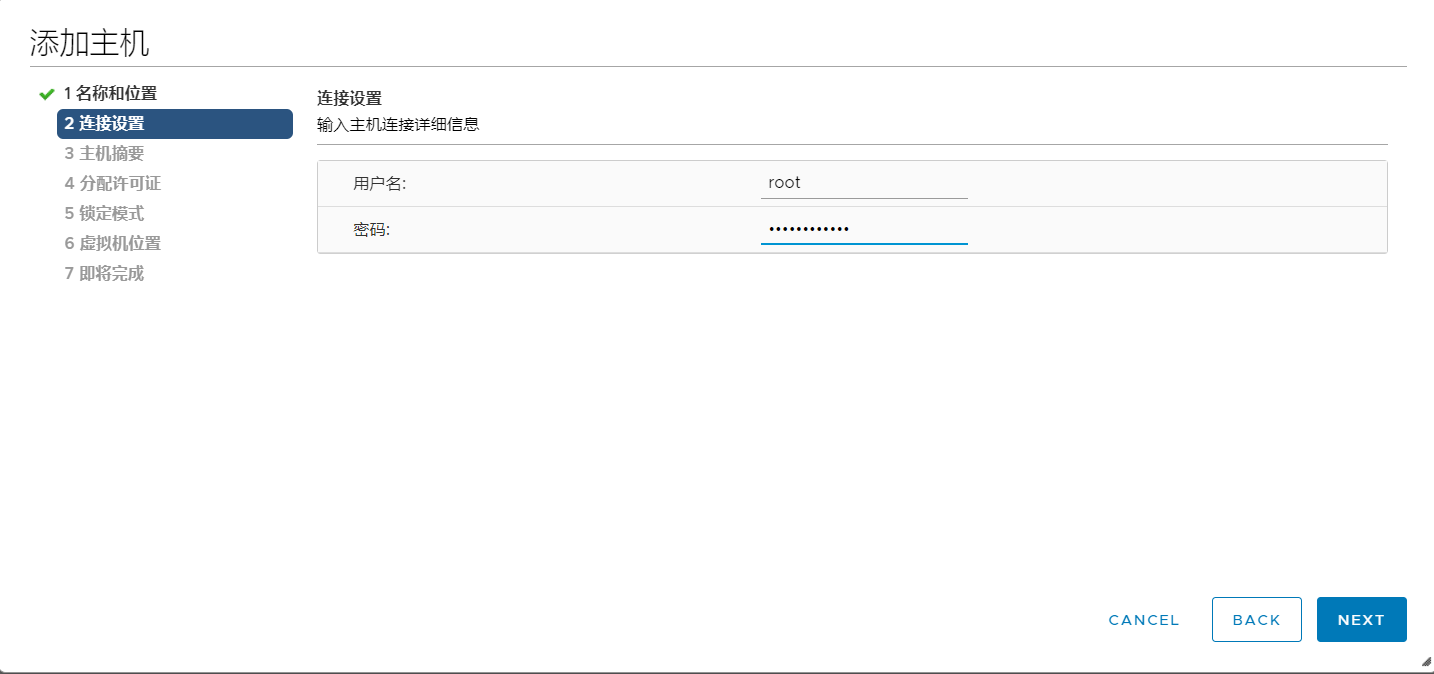 添加主机
1 名称和位置
2 连接设置
3 主机摘要
4 分配许可证
5 锁定模式
6 虚拟机位置
7 即将完成
连接设置
输入主机连接详细信息
用户名: root
密码: ••••••••••••
CANCEL BACK NEXT